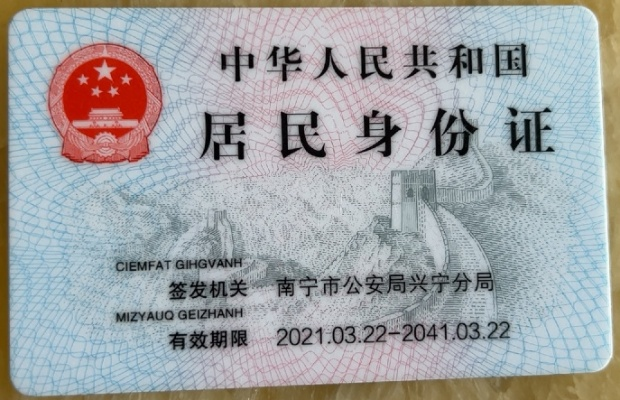 中华人民共和国
居民身份证
CIEMFAT GIHGVANH
签发机关 南宁市公安局兴宁分局
MIZYAUQ GEIZHANH
有效期限 2021.03.22-2041.03.22